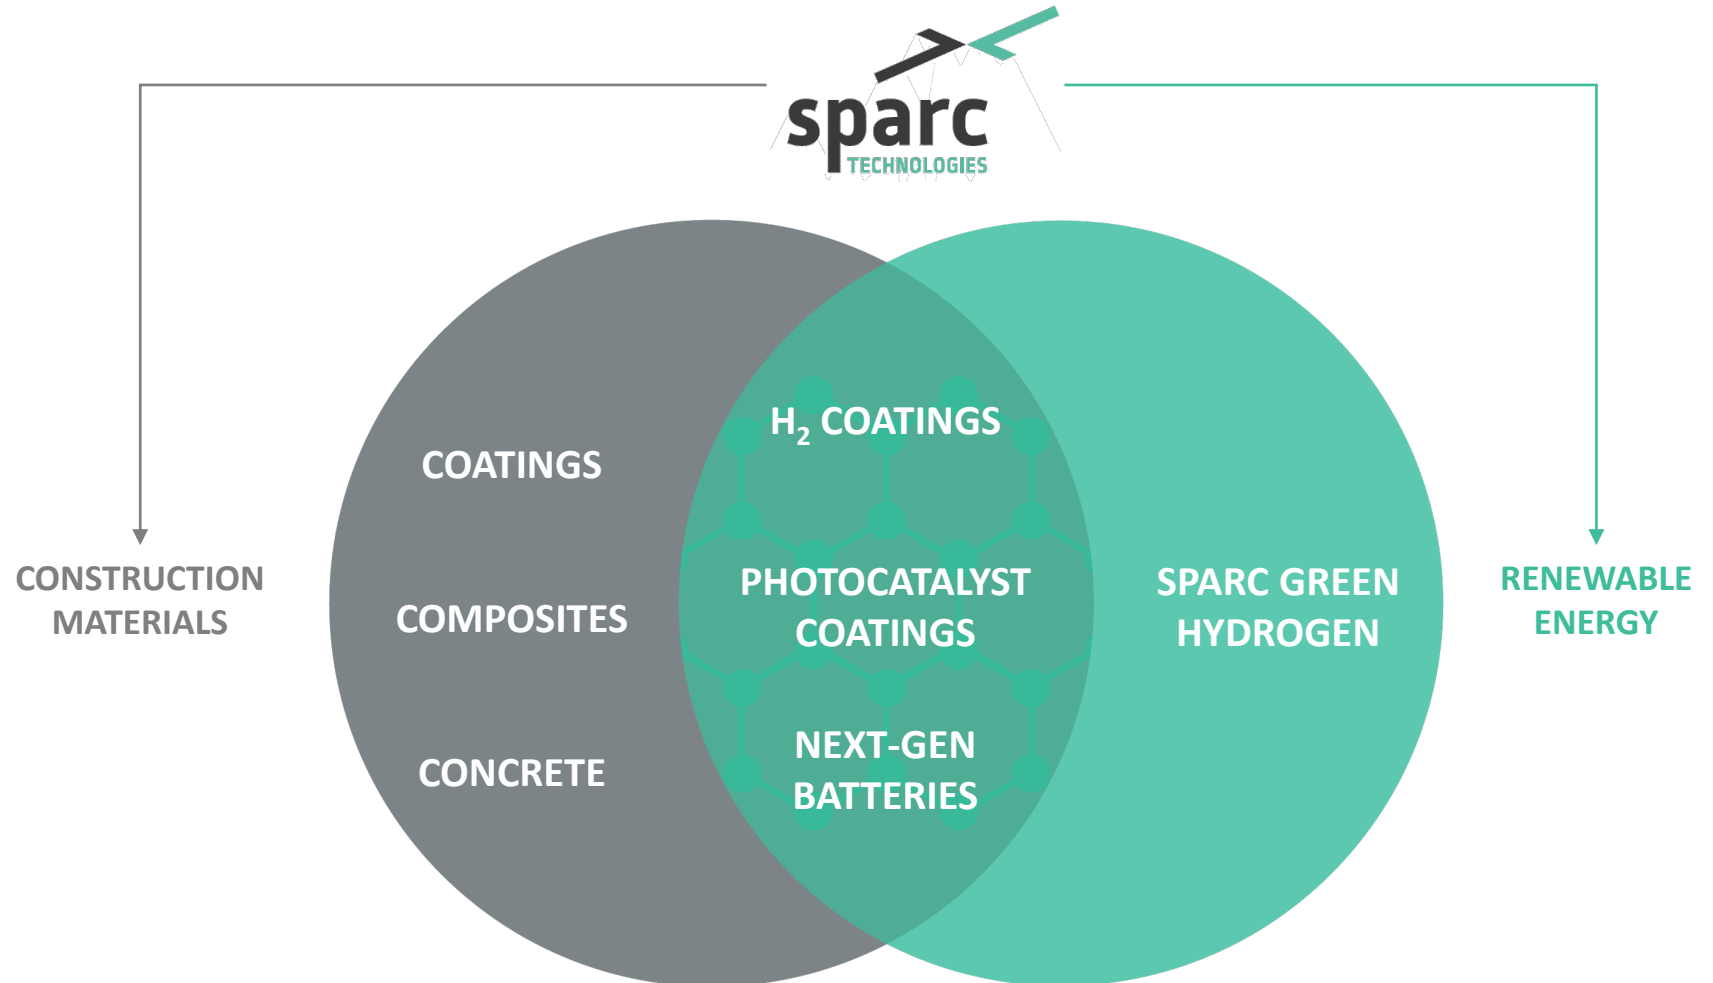 sparc
TECHNOLOGIES
CONSTRUCTION
MATERIALS
COATINGS
COMPOSITES
CONCRETE
H₂ COATINGS
PHOTOCATALYST
COATINGS
NEXT-GEN
BATTERIES
SPARC GREEN
HYDROGEN
RENEWABLE
ENERGY